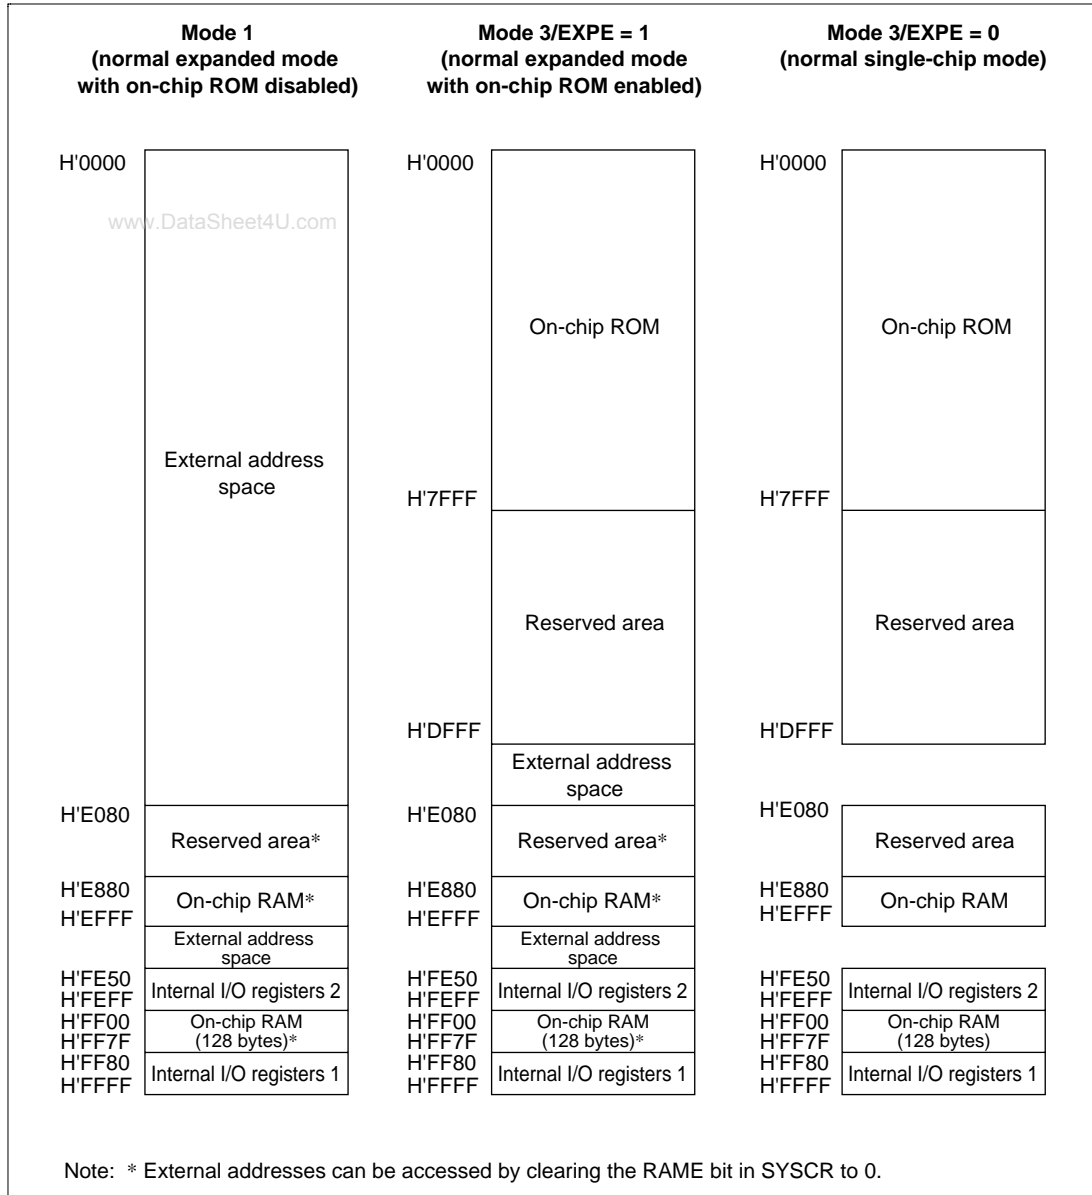 Mode 1
(normal expanded mode
with on-chip ROM disabled)
Mode 3/EXPE = 1
(normal expanded mode
with on-chip ROM enabled)
Mode 3/EXPE = 0
(normal single-chip mode)
H'0000
www.DataSheet4U.com
External address
space
H'E080
Reserved area*
H'E880
On-chip RAM*
H'EFFF
External address
space
H'FE50
Internal I/O registers 2
H'FEFF
H'FF00
On-chip RAM
(128 bytes)*
H'FF7F
H'FF80
Internal I/O registers 1
H'FFFF
H'0000
On-chip ROM
H'7FFF
Reserved area
H'DFFF
External address
space
H'E080
Reserved area*
H'E880
On-chip RAM*
H'EFFF
External address
space
H'FE50
Internal I/O registers 2
H'FEFF
H'FF00
On-chip RAM
(128 bytes)*
H'FF7F
H'FF80
Internal I/O registers 1
H'FFFF
H'0000
On-chip ROM
H'7FFF
Reserved area
H'DFFF
H'E080
Reserved area
H'E880
On-chip RAM
H'EFFF
H'FE50
Internal I/O registers 2
H'FEFF
H'FF00
On-chip RAM
(128 bytes)
H'FF7F
H'FF80
Internal I/O registers 1
H'FFFF
Note: * External addresses can be accessed by clearing the RAME bit in SYSCR to 0.